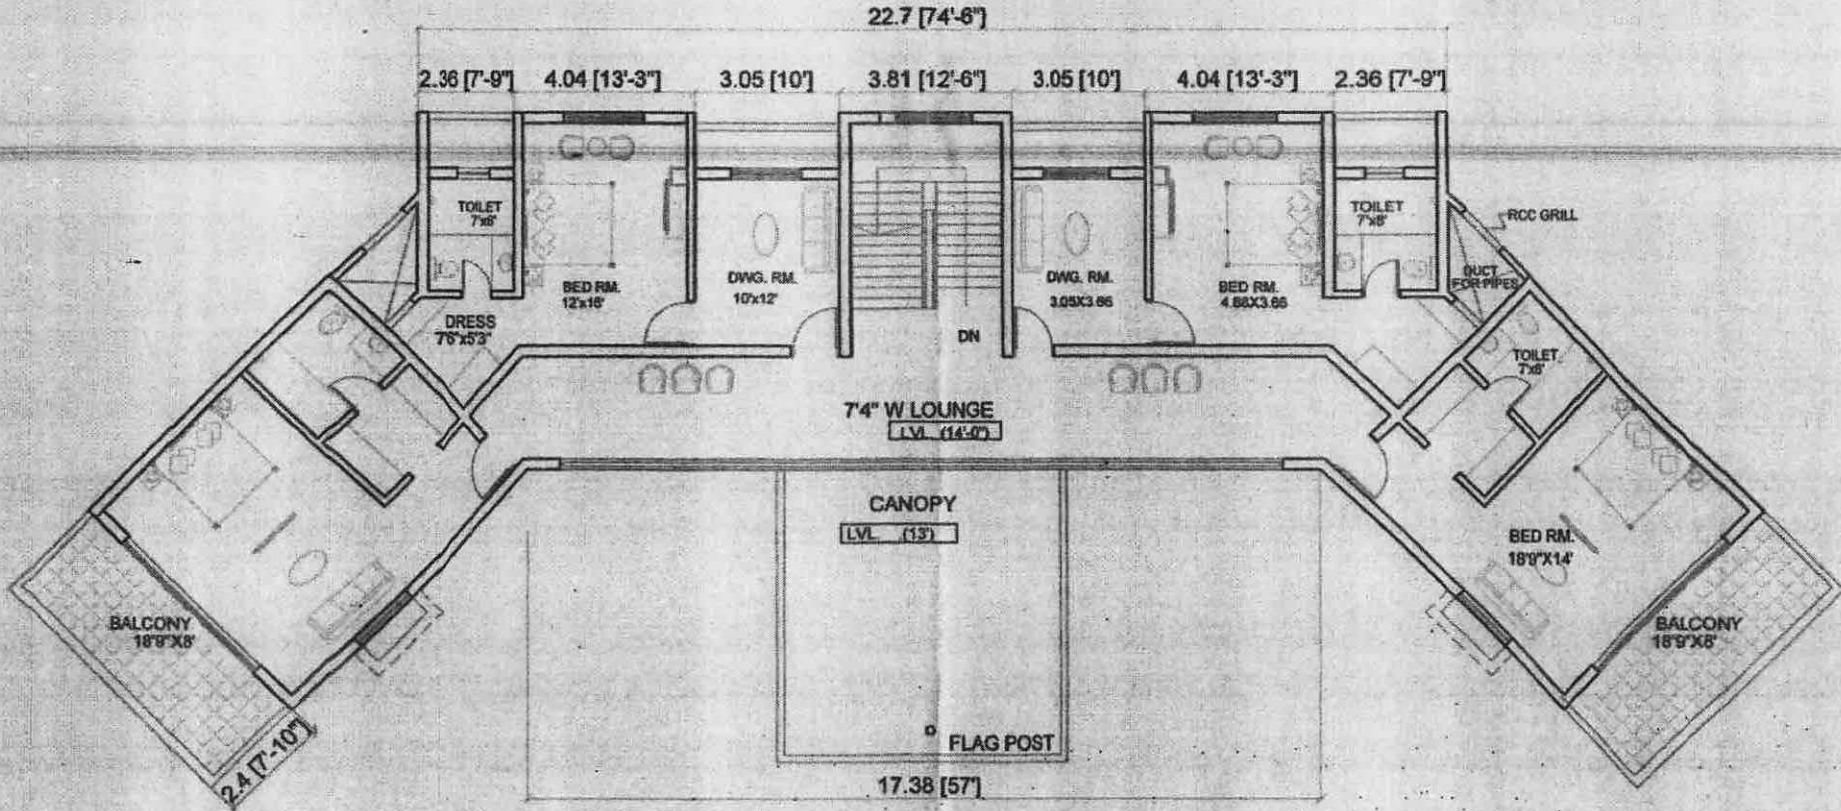 22.7 [74'-6"]
2.36 [7'-9"] 4.04 [13'-3"] 3.05 [10'] 3.81 [12'-6"] 3.05 [10'] 4.04 [13'-3"] 2.36 [7'-9"]
TOILET
7'x8'
BED RM.
12'x16'
DWG. RM.
10'x12'
DRESS
7'6"x5'3"
DN
DWG. RM.
3.05X3.66
BED RM.
4.88X3.66
TOILET
7'x8'
RCC GRILL
DUCT
FOR PIPES
TOILET
7'x8'
7'4" W LOUNGE
LVL (14'-0")
CANOPY
LVL (13')
BED RM.
18'9"X14'
BALCONY
18'9"X8'
BALCONY
18'9"X8'
2.4 [7'-10"]
FLAG POST
17.38 [57']